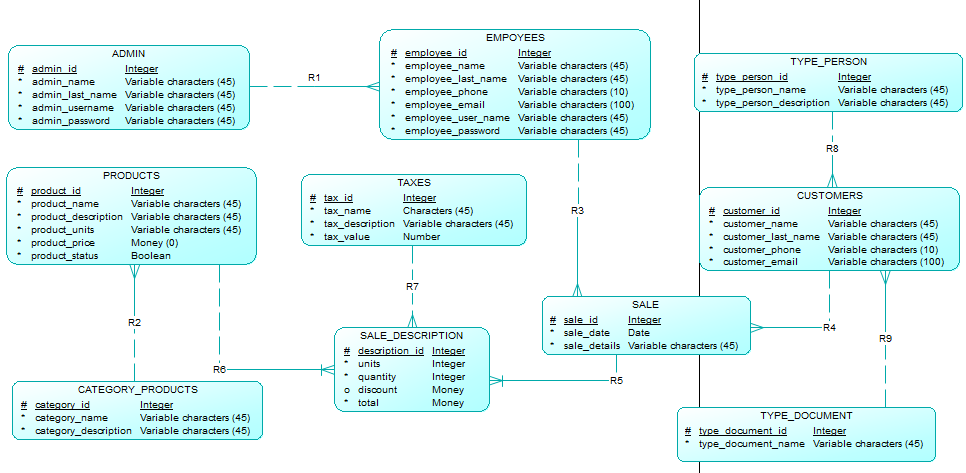 ADMIN
# admin_id Integer
* admin_name Variable characters (45)
* admin_last_name Variable characters (45)
* admin_username Variable characters (45)
* admin_password Variable characters (45)
R1
EMPOYEES
# employee_id Integer
* employee_name Variable characters (45)
* employee_last_name Variable characters (45)
* employee_phone Variable characters (10)
* employee_email Variable characters (100)
* employee_user_name Variable characters (45)
* employee_password Variable characters (45)
TYPE_PERSON
# type_person_id Integer
* type_person_name Variable characters (45)
* type_person_description Variable characters (45)
R8
PRODUCTS
# product_id Integer
* product_name Variable characters (45)
* product_description Variable characters (45)
* product_units Variable characters (45)
* product_price Money (0)
* product_status Boolean
TAXES
# tax_id Integer
* tax_name Characters (45)
* tax_description Variable characters (45)
* tax_value Number
R3
CUSTOMERS
# customer_id Integer
* customer_name Variable characters (45)
* customer_last_name Variable characters (45)
* customer_phone Variable characters (10)
* customer_email Variable characters (100)
R7
R2
SALE
# sale_id Integer
* sale_date Date
* sale_details Variable characters (45)
R4
R9
SALE_DESCRIPTION
# description_id Integer
* units Integer
* quantity Integer
o discount Money
* total Money
R6
R5
CATEGORY_PRODUCTS
# category_id Integer
* category_name Variable characters (45)
* category_description Variable characters (45)
TYPE_DOCUMENT
# type_document_id Integer
* type_document_name Variable characters (45)